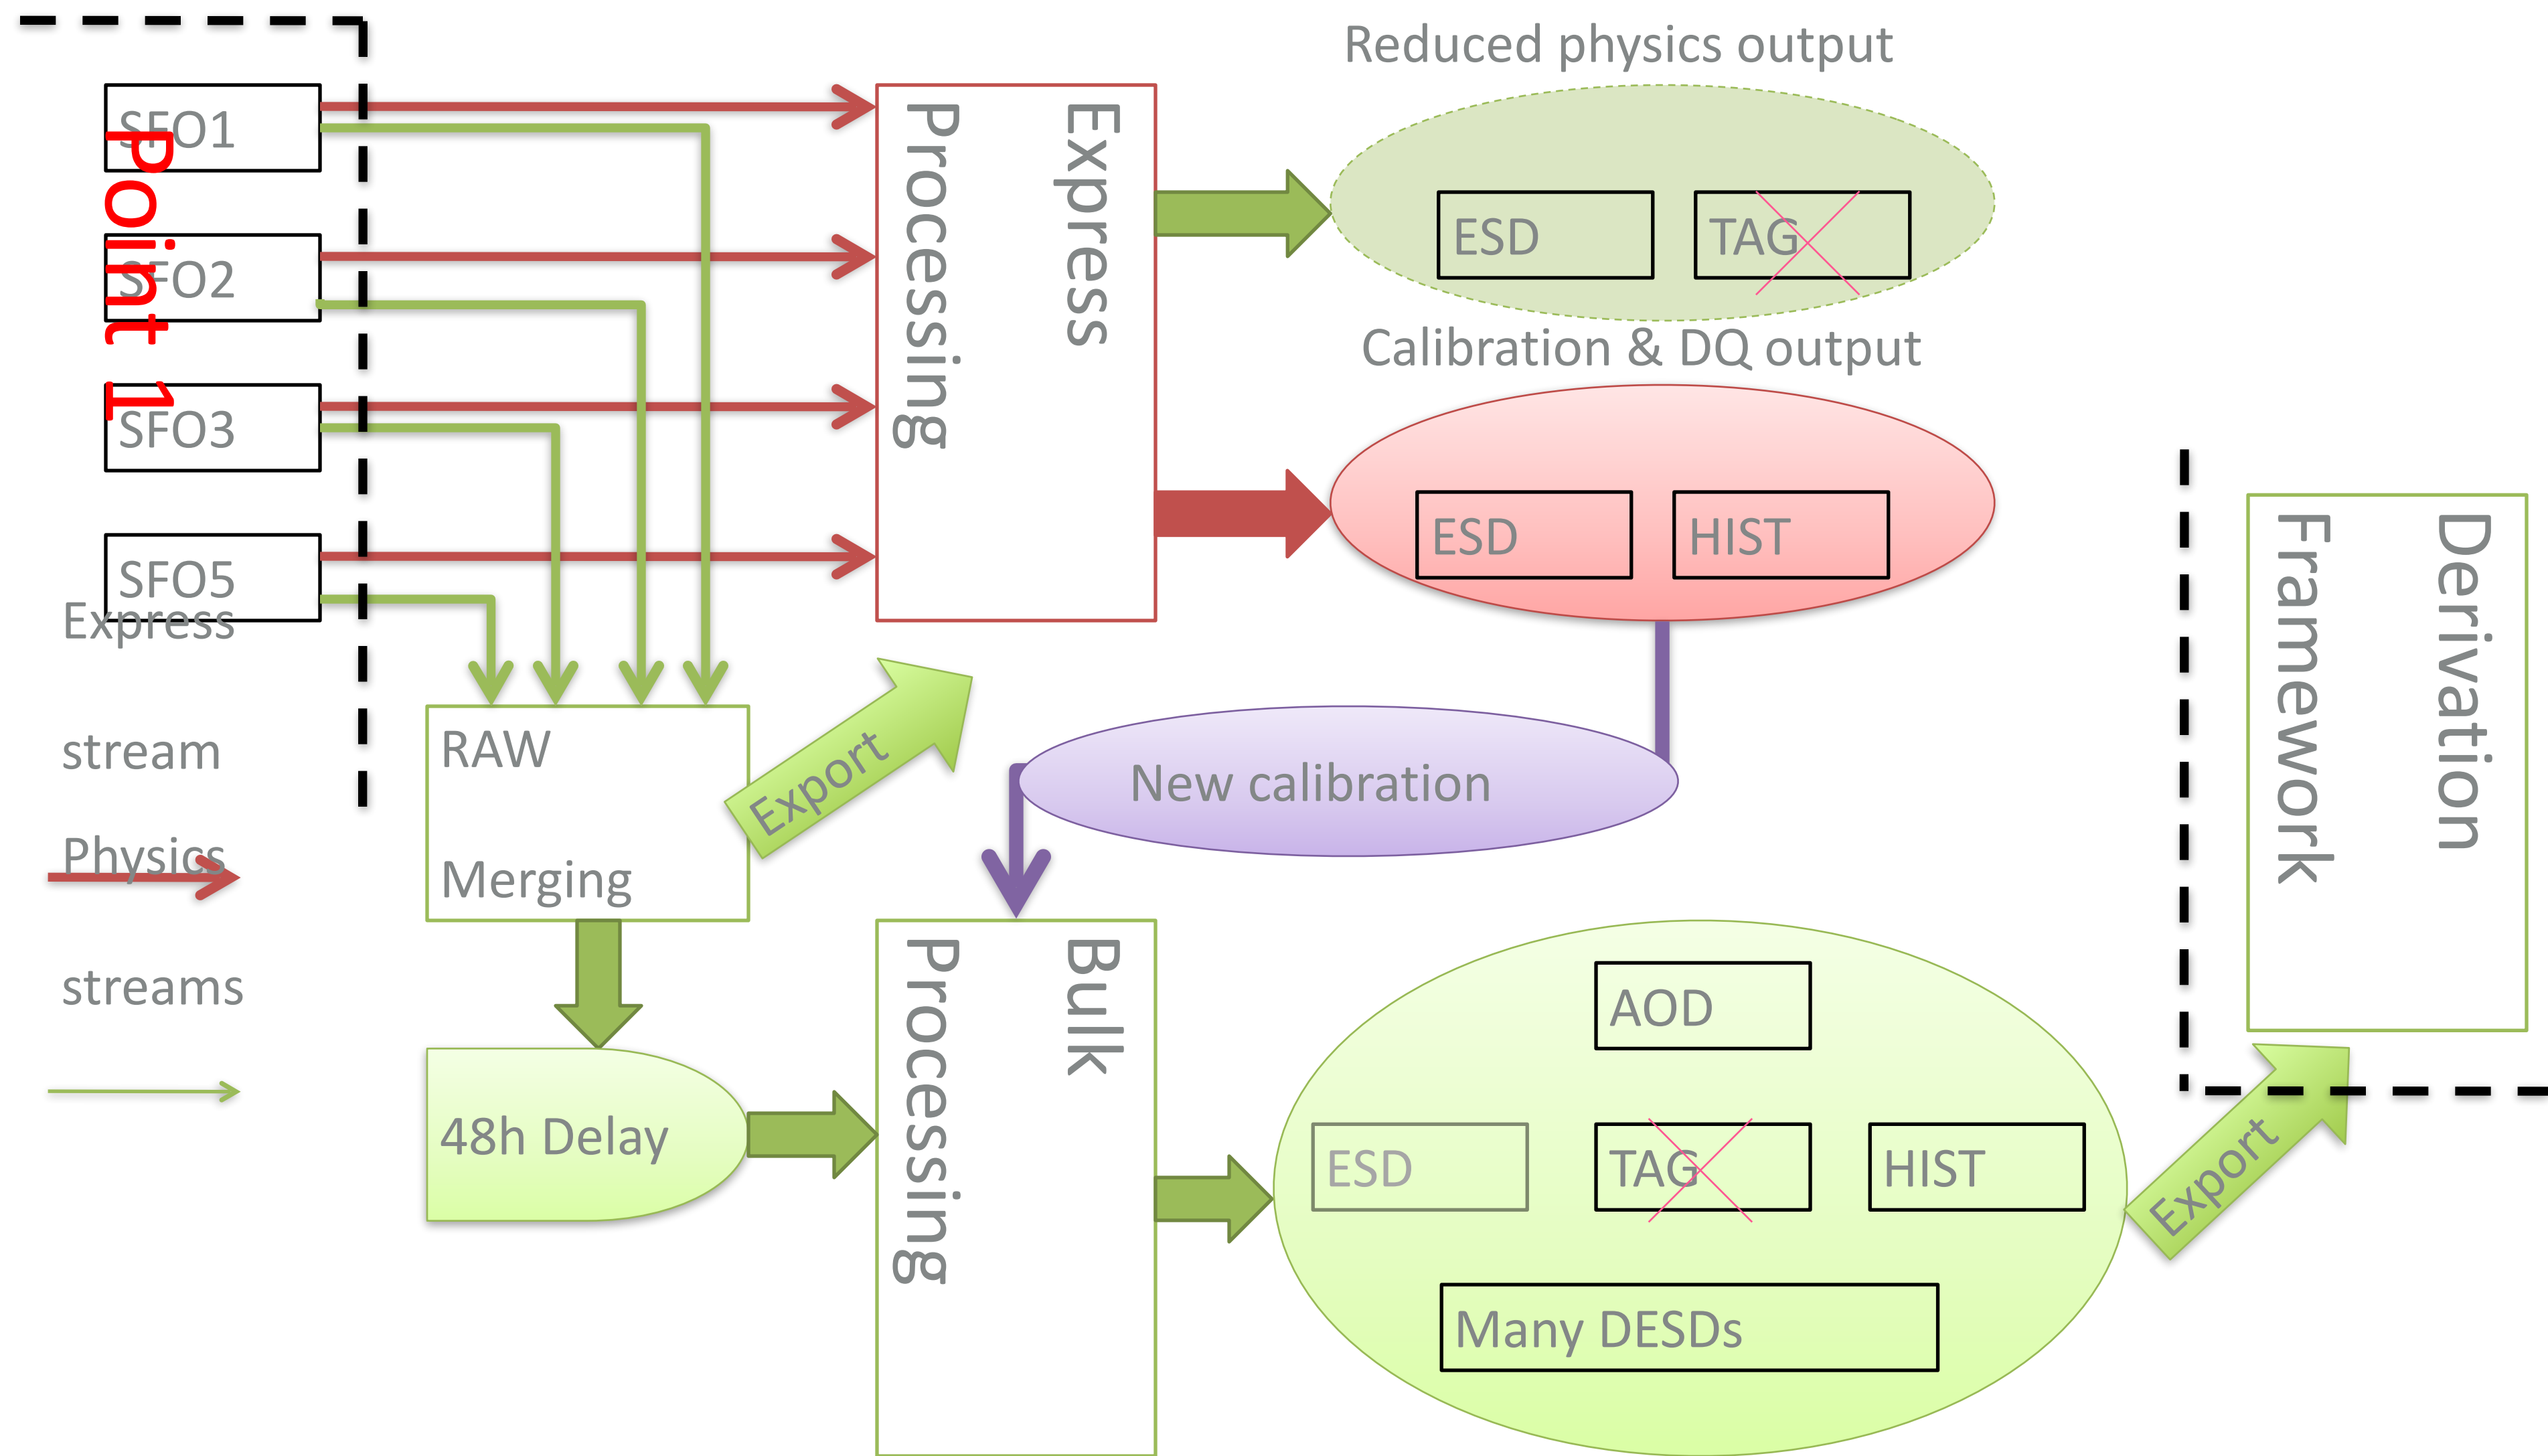 Reduced physics output
SFO1
Point 1
SFO2
SFO3
SFO5
Express
Processing
ESD
TAG
Calibration & DQ output
ESD
HIST
Express
stream
Physics
streams
RAW
Merging
Export
New calibration
Derivation
Framework
48h Delay
Bulk
Processing
AOD
ESD
TAG
HIST
Many DESDs
Export